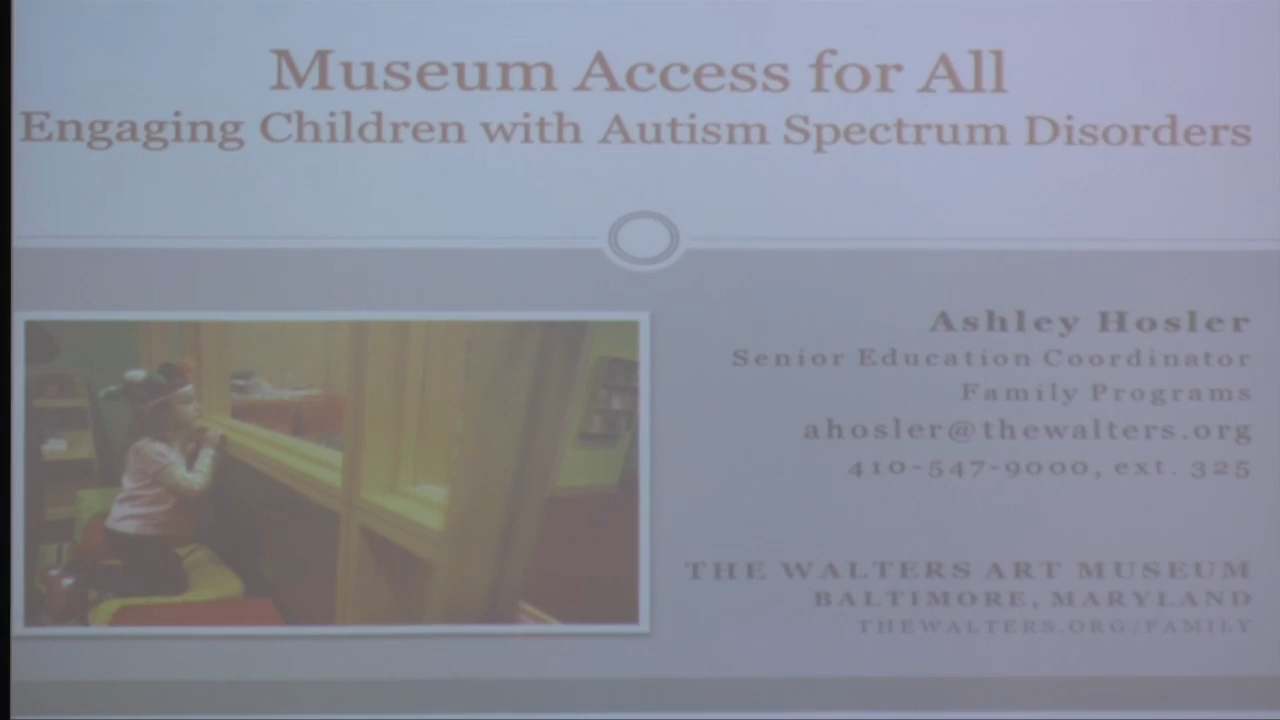 Museum Access for All
Engaging Children with Autism Spectrum Disorders
Ashley Hosler
Senior Education Coordinator
Family Programs
ahosler@thewalters.org
410-547-9000, ext. 325
THE WALTERS ART MUSEUM
BALTIMORE, MARYLAND
THEWALTERS.ORG/FAMILY